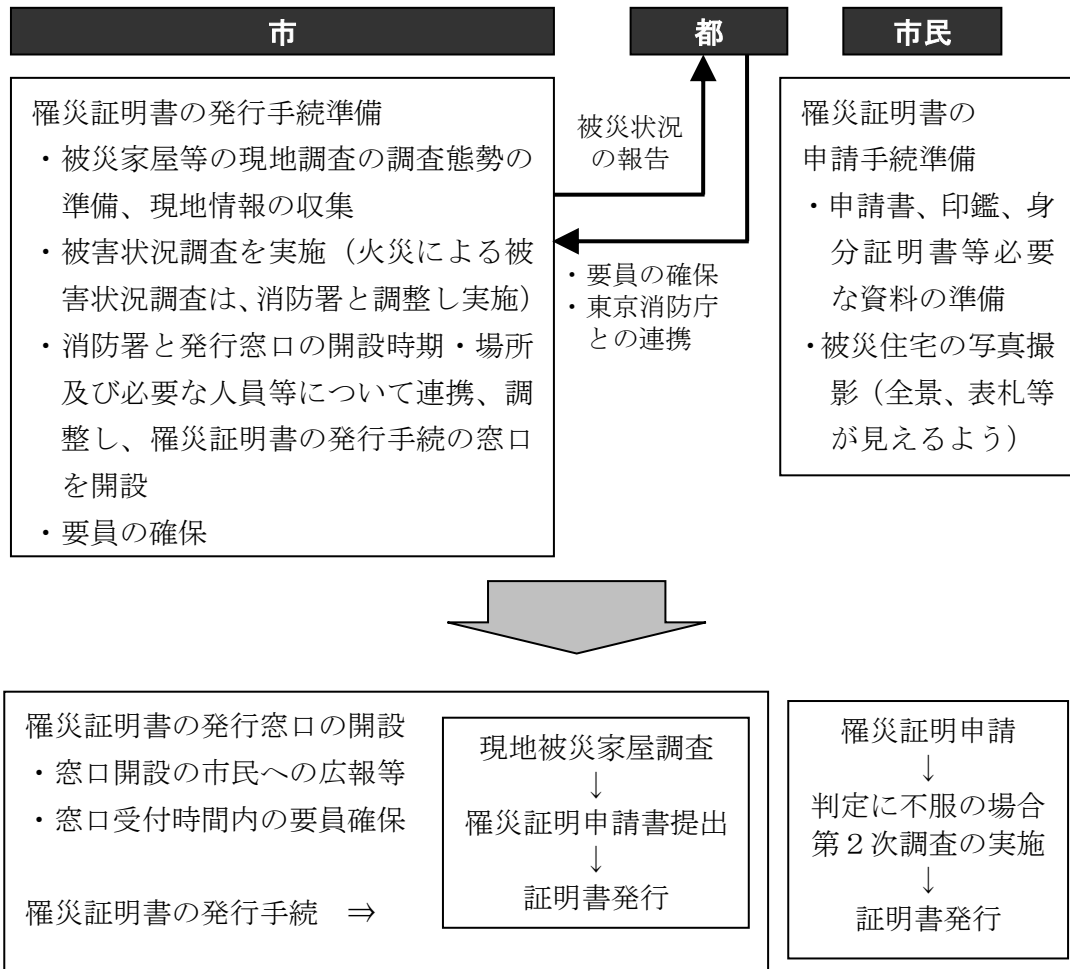 市
都
市民
罹災証明書の発行手続準備
・被災家屋等の現地調査の調査態勢の
準備、現地情報の収集
・被害状況調査を実施（火災による被
害状況調査は、消防署と調整し実施）
・消防署と発行窓口の開設時期・場所
及び必要な人員等について連携、調
整し、罹災証明書の発行手続の窓口
を開設
・要員の確保
被災状況
の報告
・要員の確保
・東京消防庁
との連携
罹災証明書の
申請手続準備
・申請書、印鑑、身
分証明書等必要
な資料の準備
・被災住宅の写真撮
影（全景、表札等
が見えるよう）
罹災証明書の発行窓口の開設
・窓口開設の市民への広報等
・窓口受付時間内の要員確保
罹災証明書の発行手続　⇒
現地被災家屋調査
↓
罹災証明申請書提出
↓
証明書発行
罹災証明申請
↓
判定に不服の場合
第２次調査の実施
↓
証明書発行